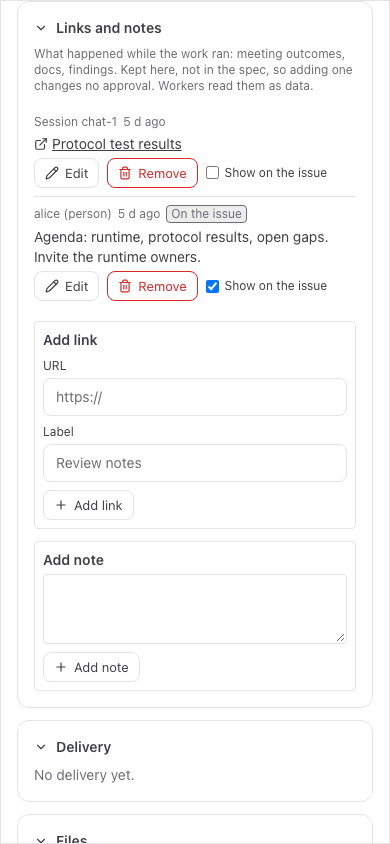 Links and notes
What happened while the work ran: meeting outcomes,
docs, findings. Kept here, not in the spec, so adding one
changes no approval. Workers read them as data.
Session chat-1 5 d ago
Protocol test results
Edit Remove Show on the issue
alice (person) 5 d ago On the issue
Agenda: runtime, protocol results, open gaps.
Invite the runtime owners.
Edit Remove Show on the issue
Add link
URL
https://
Label
Review notes
+ Add link
Add note
+ Add note
Delivery
No delivery yet.
Files